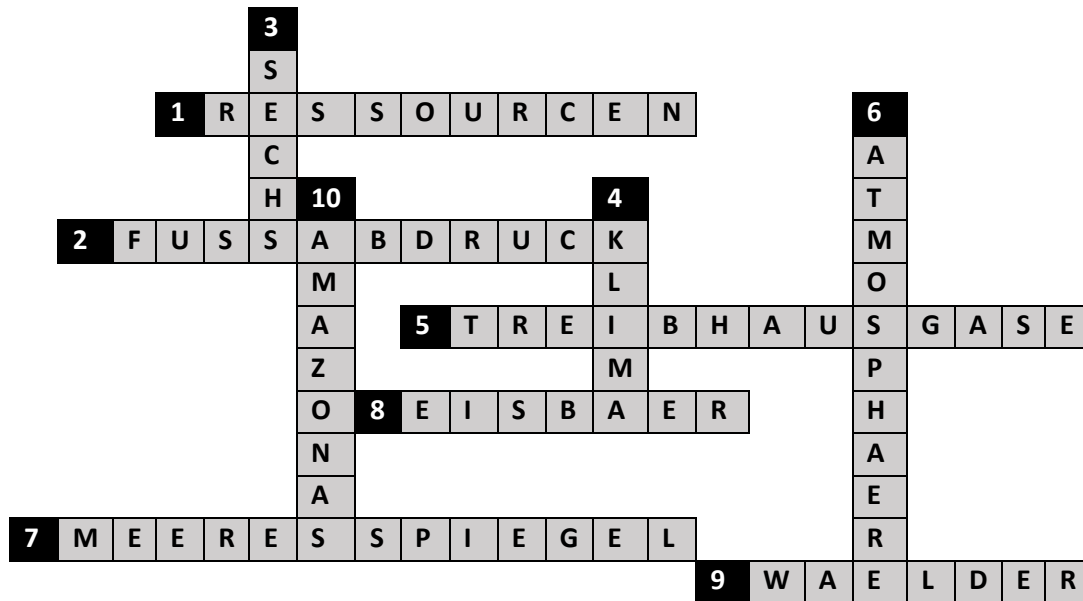 3
S
1 R E S S O U R C E N 6
C A
H 10 4 T
2 F U S S A B D R U C K M
M L O
A 5 T R E I B H A U S G A S E
Z M P
O 8 E I S B A E R H
N A
A E
7 M E E R E S S P I E G E L R
9 W A E L D E R